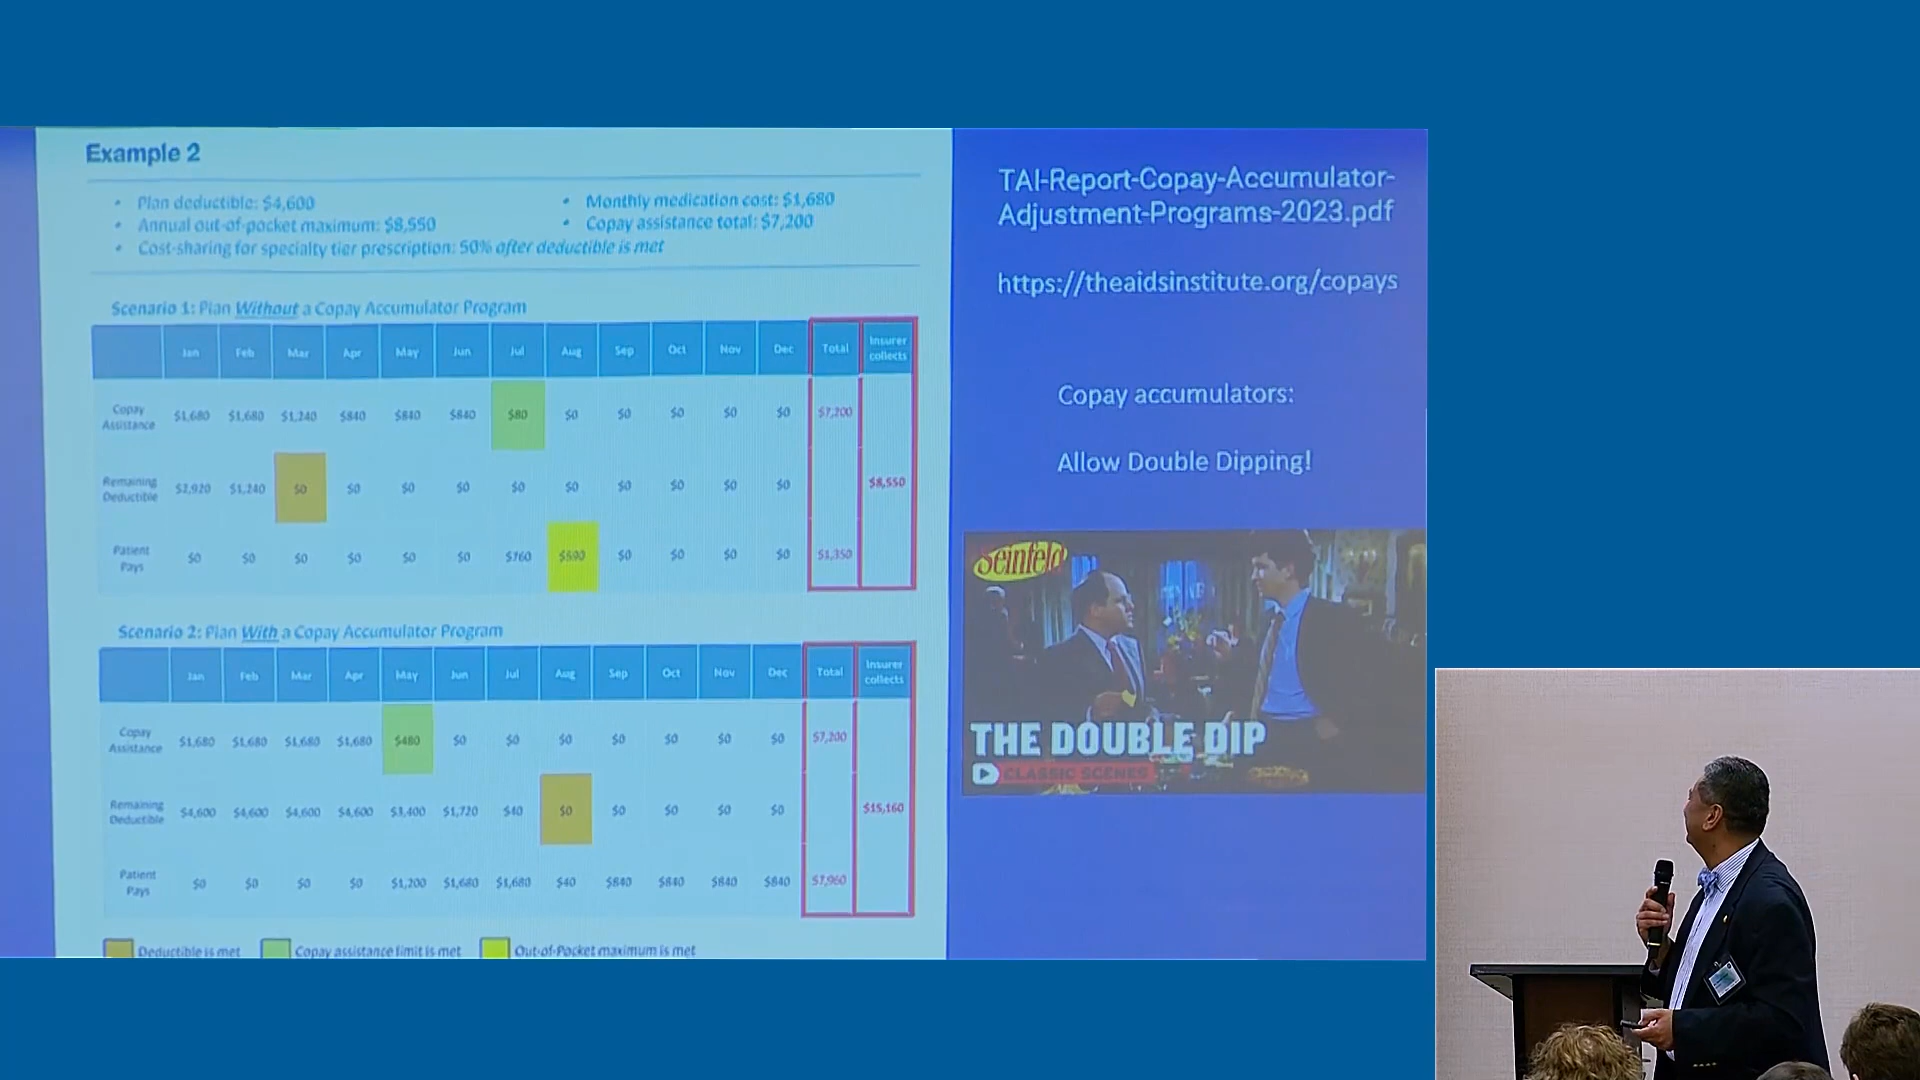 Example 2
• Plan deductible: $4,600
• Annual out-of-pocket maximum: $8,550
• Cost-sharing for specialty tier prescription: 50% after deductible is met
• Monthly medication cost: $1,680
• Copay assistance total: $7,200
Scenario 1: Plan Without a Copay Accumulator Program
Jan Feb Mar Apr May Jun Jul Aug Sep Oct Nov Dec Total Insurer collects
Copay Assistance $1,680 $1,680 $1,240 $840 $840 $840 $80 $0 $0 $0 $0 $0 $7,200
Remaining Deductible $2,920 $1,240 $0 $0 $0 $0 $0 $0 $0 $0 $0 $0 $8,550
Patient Pays $0 $0 $0 $0 $0 $0 $760 $590 $0 $0 $0 $0 $1,350
Scenario 2: Plan With a Copay Accumulator Program
Jan Feb Mar Apr May Jun Jul Aug Sep Oct Nov Dec Total Insurer collects
Copay Assistance $1,680 $1,680 $1,680 $1,680 $480 $0 $0 $0 $0 $0 $0 $0 $7,200
Remaining Deductible $4,600 $4,600 $4,600 $4,600 $3,400 $1,720 $40 $0 $0 $0 $0 $0 $15,160
Patient Pays $0 $0 $0 $0 $1,200 $1,680 $1,680 $40 $840 $840 $840 $840 $7,960
Deductible is met Copay assistance limit is met Out-of-Pocket maximum is met
TAI-Report-Copay-Accumulator-
Adjustment-Programs-2023.pdf
https://theaidsinstitute.org/copays
Copay accumulators:
Allow Double Dipping!
Seinfeld
THE DOUBLE DIP
CLASSIC SCENES